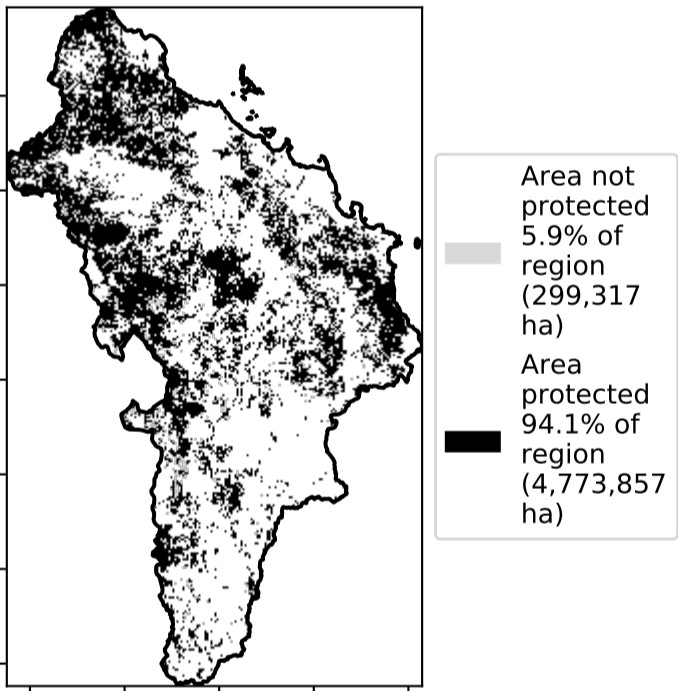 Area not
protected
5.9% of
region
(299,317
ha)
Area
protected
94.1% of
region
(4,773,857
ha)